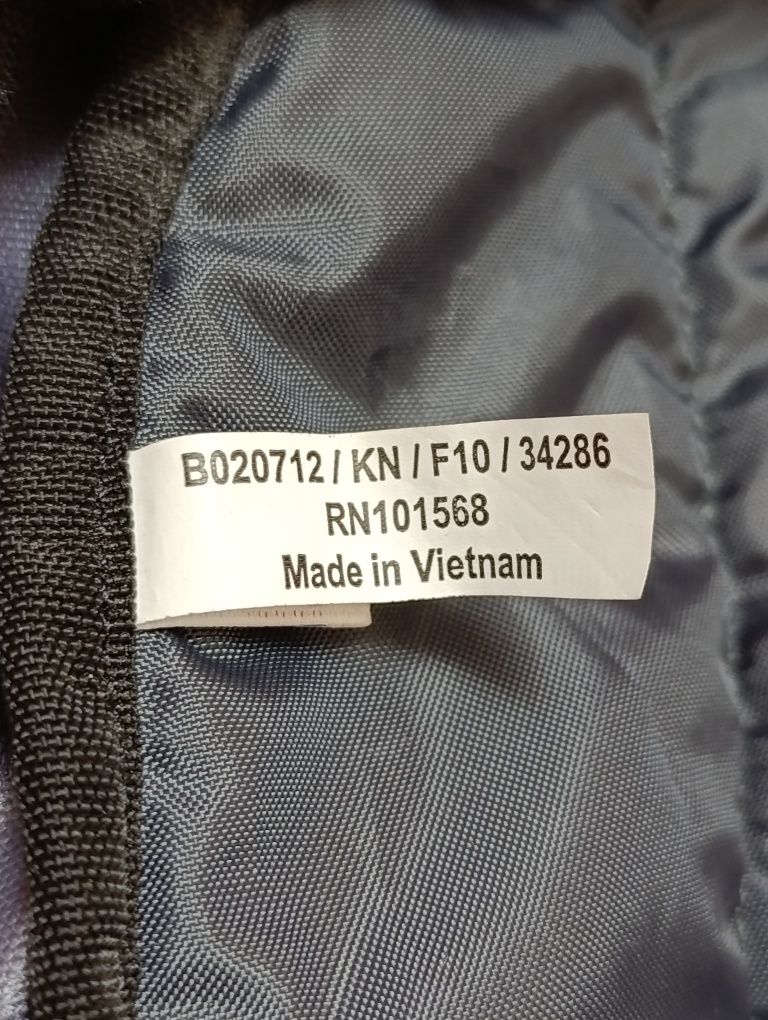 B020712 / KN / F10 / 34286
RN101568
Made in Vietnam